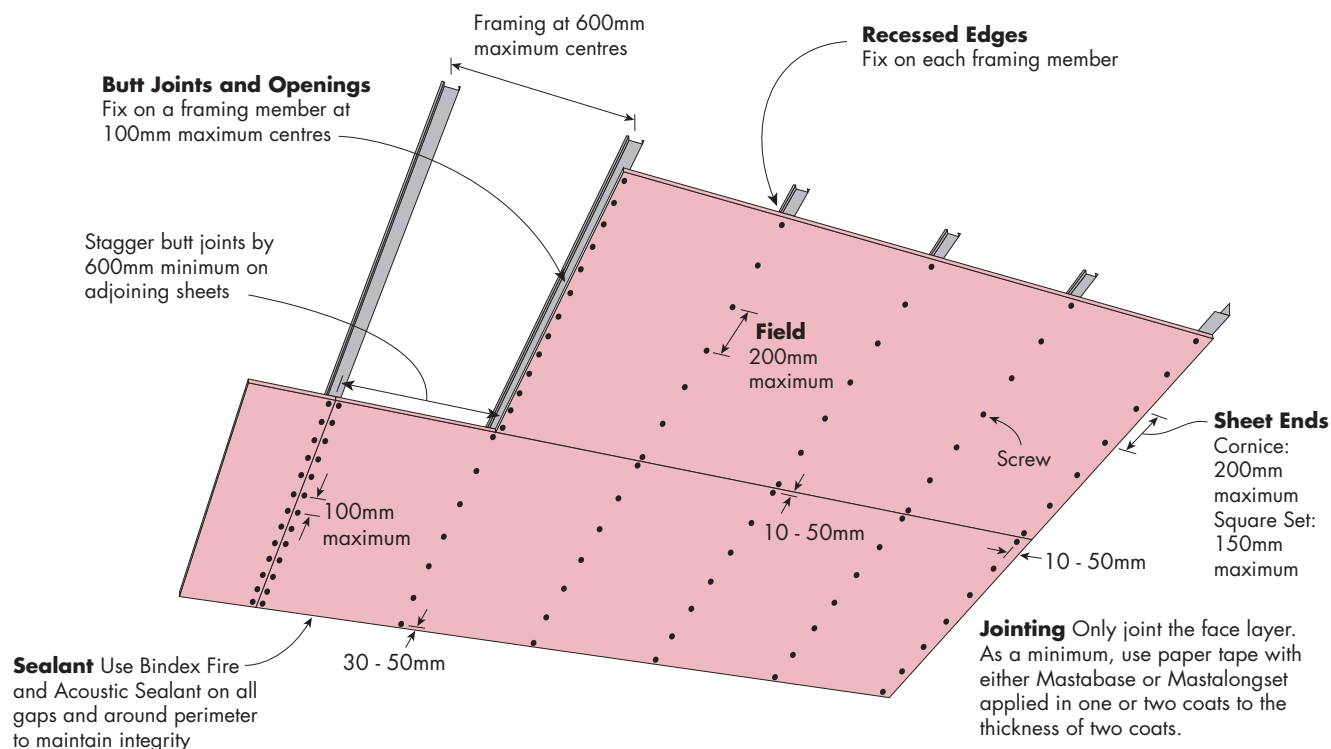 Framing at 600mm
maximum centres
Recessed Edges
Fix on each framing member
Butt Joints and Openings
Fix on a framing member at
100mm maximum centres
Stagger butt joints by
600mm minimum on
adjoining sheets
Field
200mm
maximum
Screw
Sheet Ends
Cornice:
200mm
maximum
Square Set:
150mm
maximum
100mm
maximum
10 - 50mm
10 - 50mm
30 - 50mm
Sealant Use Bindex Fire
and Acoustic Sealant on all
gaps and around perimeter
to maintain integrity
Jointing Only joint the face layer.
As a minimum, use paper tape with
either Mastabase or Mastalongset
applied in one or two coats to the
thickness of two coats.